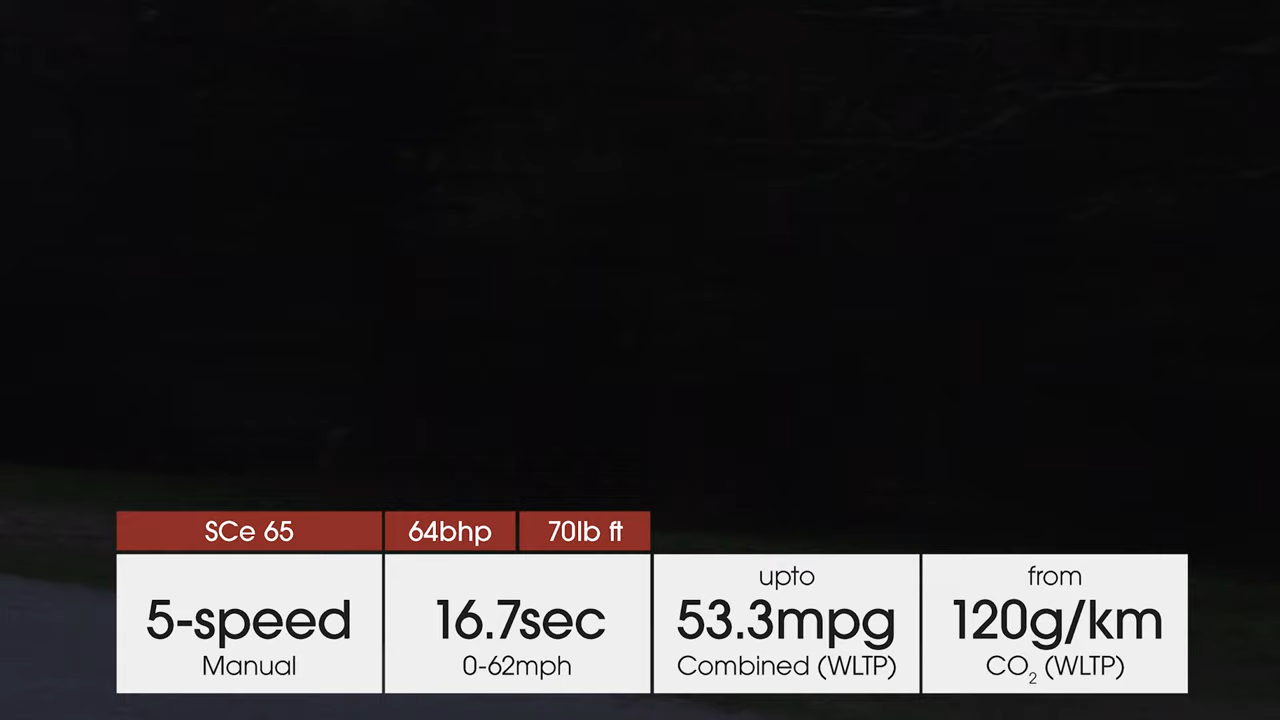 SCe 65
64bhp
70lb ft
5-speed
Manual
16.7sec
0-62mph
upto
53.3mpg
Combined (WLTP)
from
120g/km
CO₂ (WLTP)